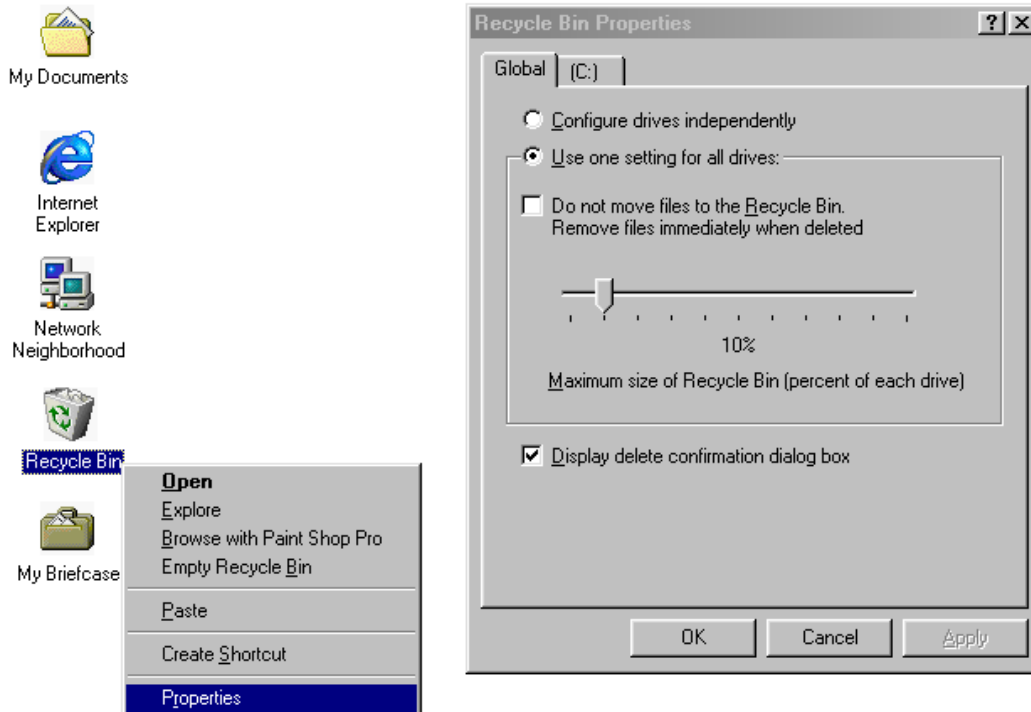 My Documents
Internet
Explorer
Network
Neighborhood
Recycle Bin
My Briefcase
Open
Explore
Browse with Paint Shop Pro
Empty Recycle Bin
Paste
Create Shortcut
Properties
Recycle Bin Properties
Global
(C:)
Configure drives independently
Use one setting for all drives:
Do not move files to the Recycle Bin.
Remove files immediately when deleted
10%
Maximum size of Recycle Bin (percent of each drive)
Display delete confirmation dialog box
OK
Cancel
Apply